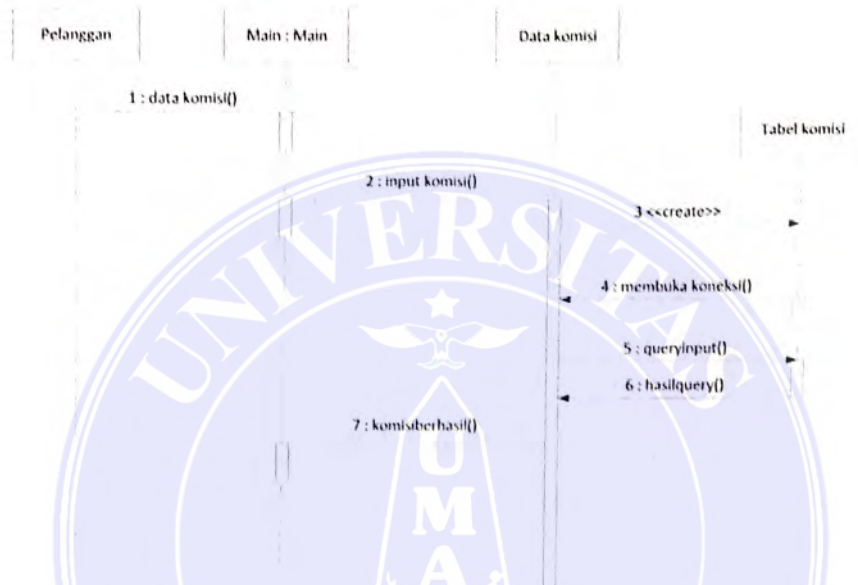 Pelanggan
Main : Main
Data komisi
1 : data komisi()
Tabel komisi
2 : input komisi()
3 <<create>>
4 : membuka koneksi()
5 : queryinput()
6 : hasilquery()
7 : komisiberhasil()
UNIVERSITAS
U
M
A